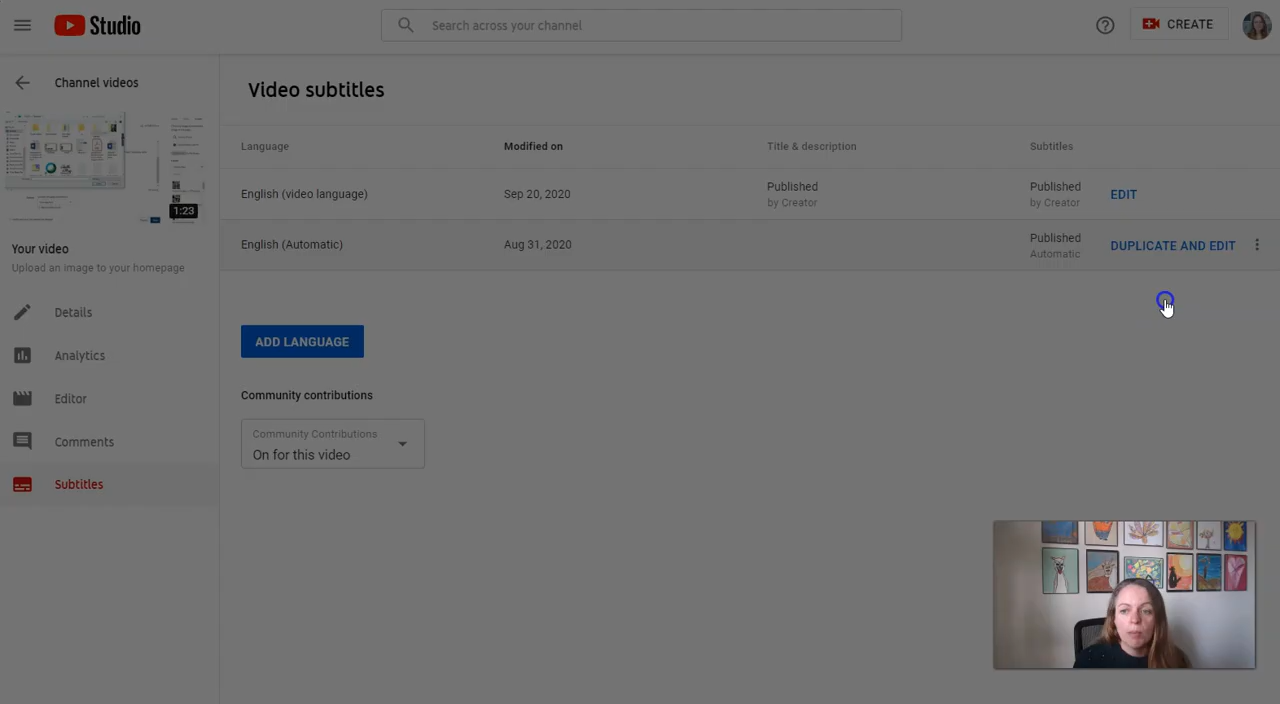 Studio
Search across your channel
CREATE
Channel videos
1:23
Your video
Upload an image to your homepage
Details
Analytics
Editor
Comments
Subtitles
Video subtitles
Language
Modified on
Title & description
Subtitles
English (video language)
Sep 20, 2020
Published
by Creator
Published
by Creator
EDIT
English (Automatic)
Aug 31, 2020
Published
Automatic
DUPLICATE AND EDIT
ADD LANGUAGE
Community contributions
Community Contributions
On for this video